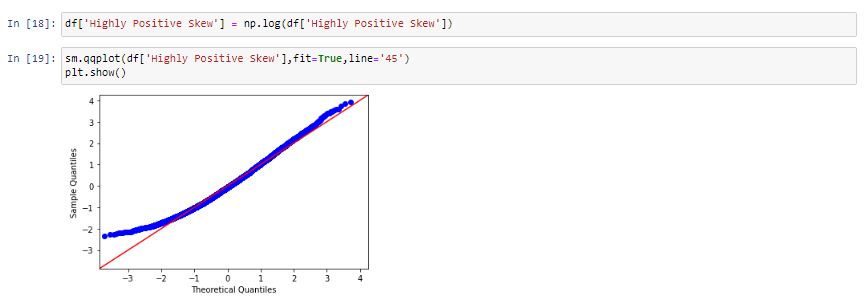 In [18]: df['Highly Positive Skew'] = np.log(df['Highly Positive Skew'])
In [19]: sm.qqplot(df['Highly Positive Skew'],fit=True,line='45')
plt.show()
4
3
2
1
0
−1
−2
−3
Sample Quantiles
−3 −2 −1 0 1 2 3 4
Theoretical Quantiles